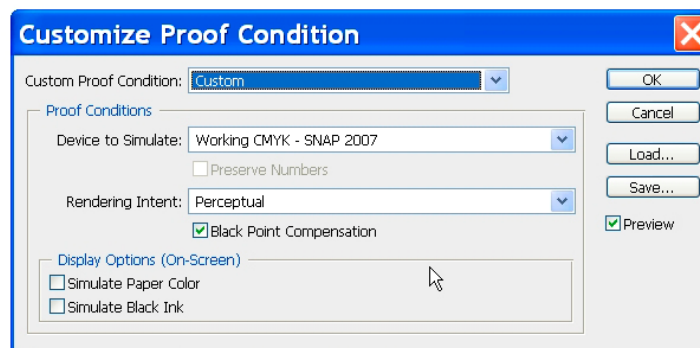 Customize Proof Condition
Custom Proof Condition: Custom
OK
Proof Conditions
Cancel
Device to Simulate: Working CMYK - SNAP 2007
Load...
Preserve Numbers
Save...
Rendering Intent: Perceptual
Preview
Black Point Compensation
Display Options (On-Screen)
Simulate Paper Color
Simulate Black Ink